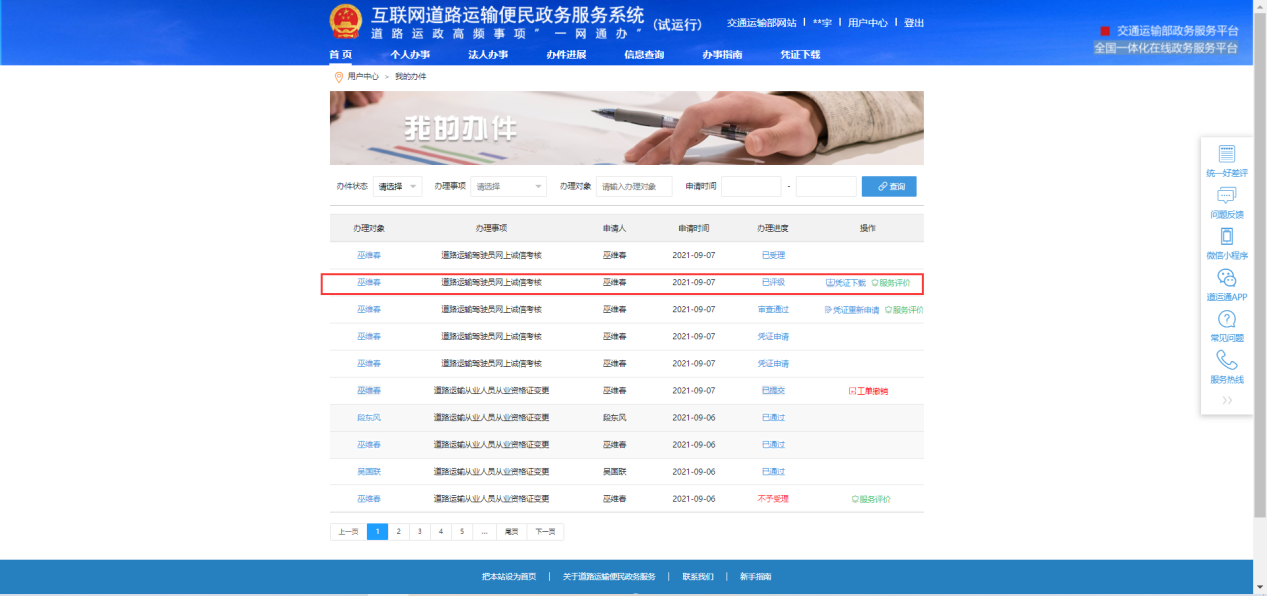 互联网道路运输便民政务服务系统 (试运行)
道路运政高频事项"一网通办"
交通运输部网站 | **宇 | 用户中心 | 登出
交通运输部政务服务平台
全国一体化在线政务服务平台
首页 个人办事 法人办事 办件进展 信息查询 办事指南 凭证下载
用户中心 > 我的办件
我的办件
办件状态 请选择 办理事项 请选择 办理对象 请输入办理对象 申请时间 - 查询
办理对象 办理事项 申请人 申请时间 办理进度 操作
巫维春 道路运输驾驶员网上诚信考核 巫维春 2021-09-07 已受理
巫维春 道路运输驾驶员网上诚信考核 巫维春 2021-09-07 已评级 凭证下载 服务评价
巫维春 道路运输驾驶员网上诚信考核 巫维春 2021-09-07 审查通过 凭证重新申请 服务评价
巫维春 道路运输驾驶员网上诚信考核 巫维春 2021-09-07 凭证申请
巫维春 道路运输驾驶员网上诚信考核 巫维春 2021-09-07 凭证申请
巫维春 道路运输从业人员从业资格证变更 巫维春 2021-09-07 已提交 工单撤销
段东风 道路运输从业人员从业资格证变更 段东风 2021-09-06 已通过
巫维春 道路运输从业人员从业资格证变更 巫维春 2021-09-06 已通过
吴国联 道路运输从业人员从业资格证变更 吴国联 2021-09-06 已通过
巫维春 道路运输从业人员从业资格证变更 巫维春 2021-09-06 不予受理 服务评价
上一页 1 2 3 4 5 ... 尾页 下一页
统一好差评
问题反馈
微信小程序
道运通APP
常见问题
服务热线
把本站设为首页 | 关于道路运输便民政务服务 | 联系我们 | 新手指南